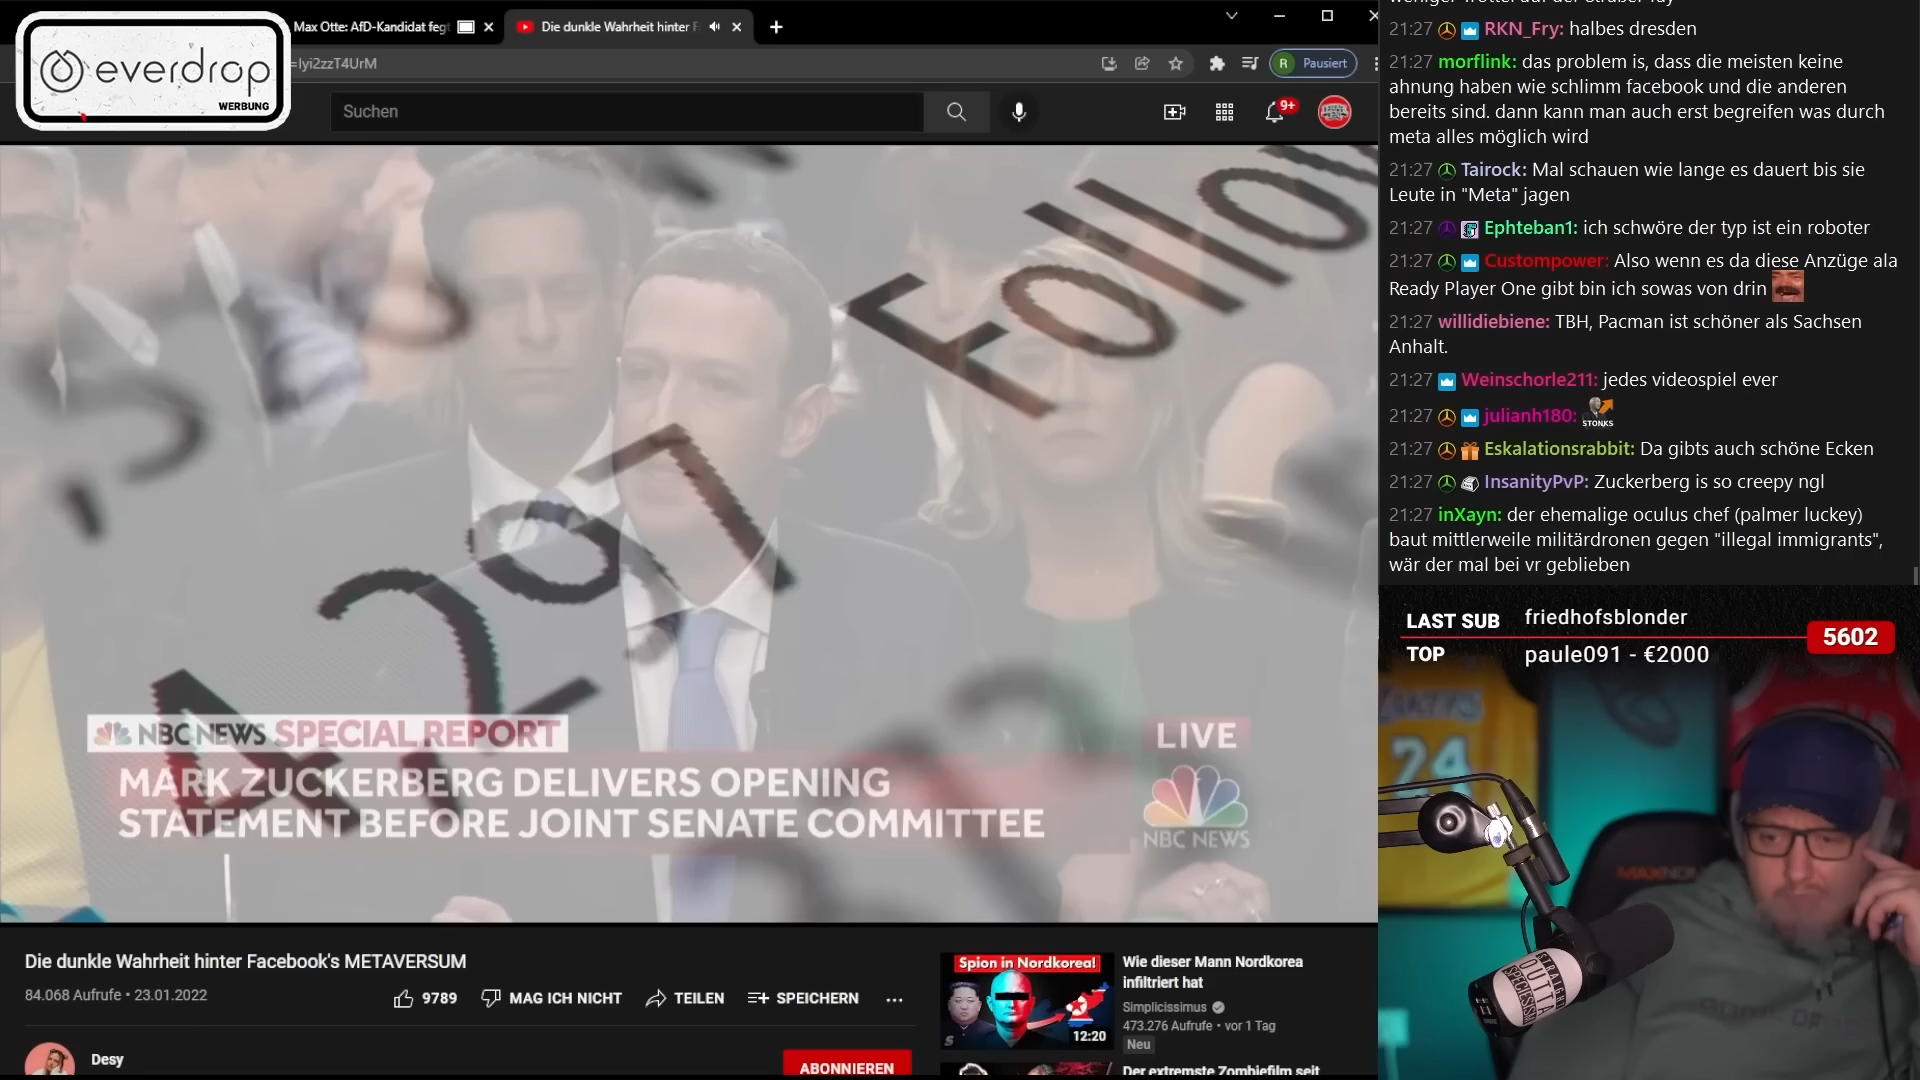 everdrop
WERBUNG
Max Otte: AfD-Kandidat fegt
Die dunkle Wahrheit hinter F
=lyi2zzT4UrM
R Pausiert
Suchen
9+
Follow
4291
NBC NEWS SPECIAL REPORT
LIVE
MARK ZUCKERBERG DELIVERS OPENING
STATEMENT BEFORE JOINT SENATE COMMITTEE
NBC NEWS
Die dunkle Wahrheit hinter Facebook's METAVERSUM
84.068 Aufrufe • 23.01.2022
9789 MAG ICH NICHT TEILEN SPEICHERN ...
Desy
ABONNIEREN
Spion in Nordkorea!
12:20
Wie dieser Mann Nordkorea
infiltriert hat
Simplicissimus
473.276 Aufrufe • vor 1 Tag
Neu
Der extremste Zombiefilm seit
21:27 RKN_Fry: halbes dresden
21:27 morflink: das problem is, dass die meisten keine
ahnung haben wie schlimm facebook und die anderen
bereits sind. dann kann man auch erst begreifen was durch
meta alles möglich wird
21:27 Tairock: Mal schauen wie lange es dauert bis sie
Leute in "Meta" jagen
21:27 Ephteban1: ich schwöre der typ ist ein roboter
21:27 Custompower: Also wenn es da diese Anzüge ala
Ready Player One gibt bin ich sowas von drin
21:27 willidiebiene: TBH, Pacman ist schöner als Sachsen
Anhalt.
21:27 Weinschorle211: jedes videospiel ever
21:27 julianh180: STONKS
21:27 Eskalationsrabbit: Da gibts auch schöne Ecken
21:27 InsanityPvP: Zuckerberg is so creepy ngl
21:27 inXayn: der ehemalige oculus chef (palmer luckey)
baut mittlerweile militärdronen gegen "illegal immigrants",
wär der mal bei vr geblieben
LAST SUB friedhofsblonder
5602
TOP paule091 - €2000
24
STRAIGHT
OUTTA
SPECIESISM